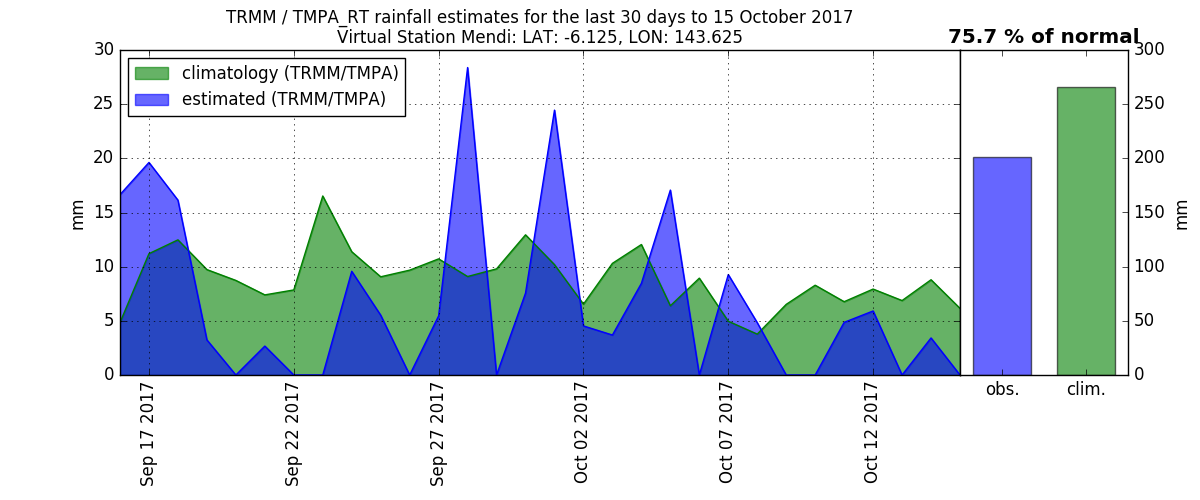 TRMM / TMPA_RT rainfall estimates for the last 30 days to 15 October 2017
Virtual Station Mendi: LAT: -6.125, LON: 143.625
75.7 % of normal
climatology (TRMM/TMPA)
estimated (TRMM/TMPA)
30
25
20
15
10
5
0
mm
Sep 17 2017
Sep 22 2017
Sep 27 2017
Oct 02 2017
Oct 07 2017
Oct 12 2017
obs.
clim.
300
250
200
150
100
50
0
mm